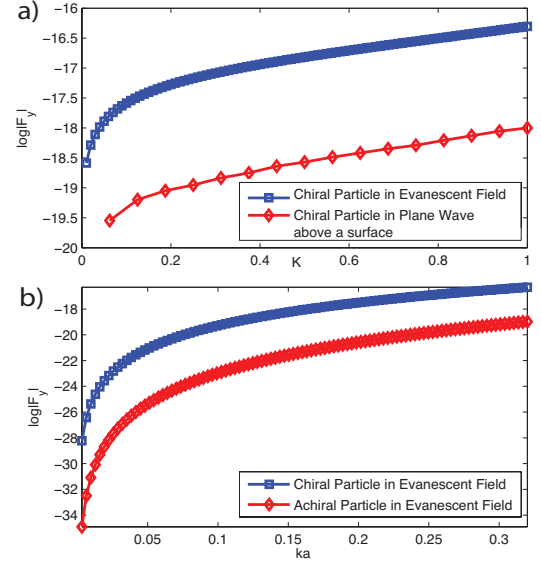 a)
-16
-16.5
-17
-17.5
-18
-18.5
-19
-19.5
-20
log|F_y|
0
0.2
0.4
0.6
0.8
1
K
Chiral Particle in Evanescent Field
Chiral Particle in Plane Wave
above a surface
b)
-18
-20
-22
-24
-26
-28
-30
-32
-34
log|F_y|
0.05
0.1
0.15
0.2
0.25
0.3
ka
Chiral Particle in Evanescent Field
Achiral Particle in Evanescent Field